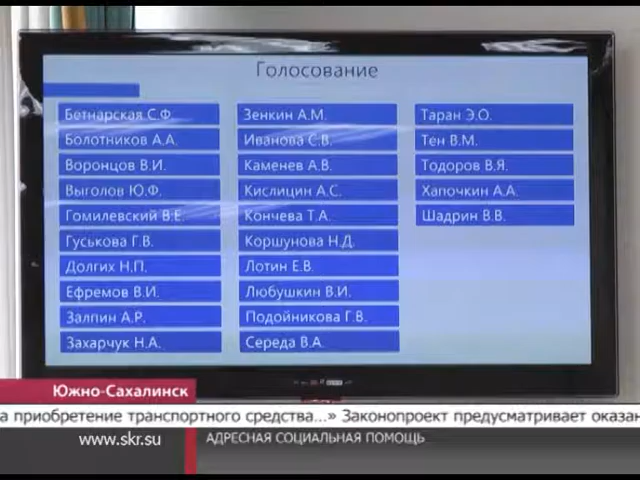 Голосование
Бетнарская С.Ф.
Болотников А.А.
Воронцов В.И.
Выголов Ю.Ф.
Гомилевский В.Е.
Гуськова Г.В.
Долгих Н.П.
Ефремов В.И.
Залпин А.Р.
Захарчук Н.А.
Зенкин А.М.
Иванова С.В.
Каменев А.В.
Кислицин А.С.
Кончева Т.А.
Коршунова Н.Д.
Лотин Е.В.
Любушкин В.И.
Подойникова Г.В.
Середа В.А.
Таран Э.О.
Тен В.М.
Тодоров В.Я.
Хапочкин А.А.
Шадрин В.В.
Южно-Сахалинск
а приобретение транспортного средства...» Законопроект предусматривает оказан
www.skr.su
АДРЕСНАЯ СОЦИАЛЬНАЯ ПОМОЩЬ